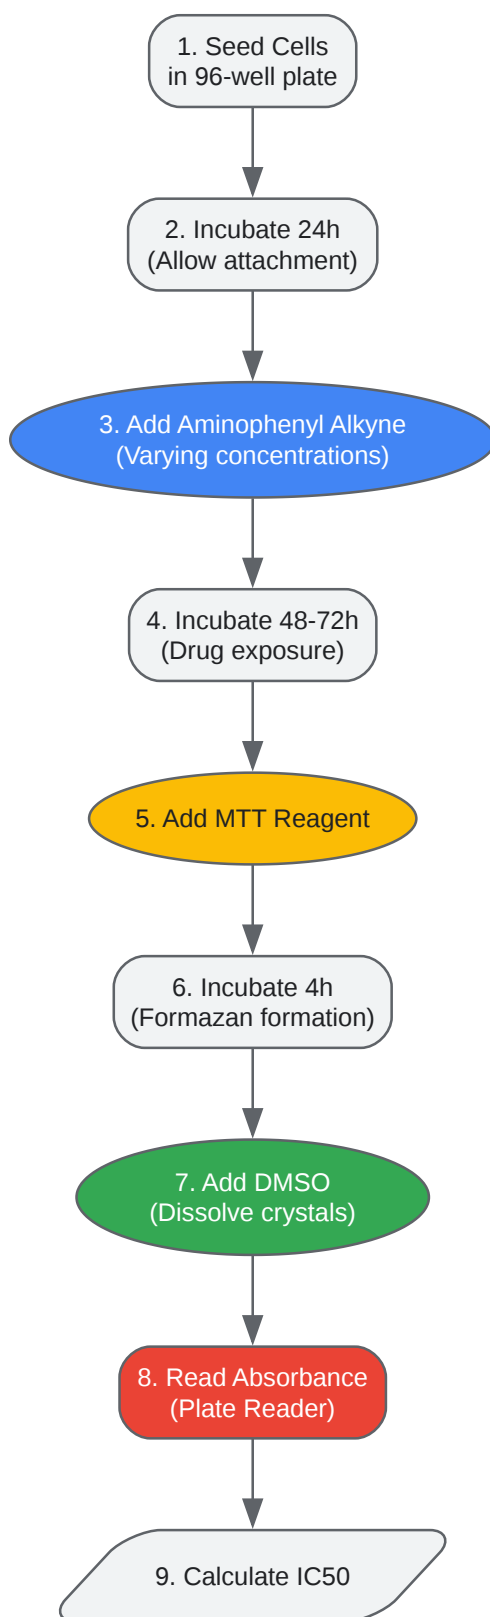 1. Seed Cells
in 96-well plate
2. Incubate 24h
(Allow attachment)
3. Add Aminophenyl Alkyne
(Varying concentrations)
4. Incubate 48-72h
(Drug exposure)
5. Add MTT Reagent
6. Incubate 4h
(Formazan formation)
7. Add DMSO
(Dissolve crystals)
8. Read Absorbance
(Plate Reader)
9. Calculate IC50